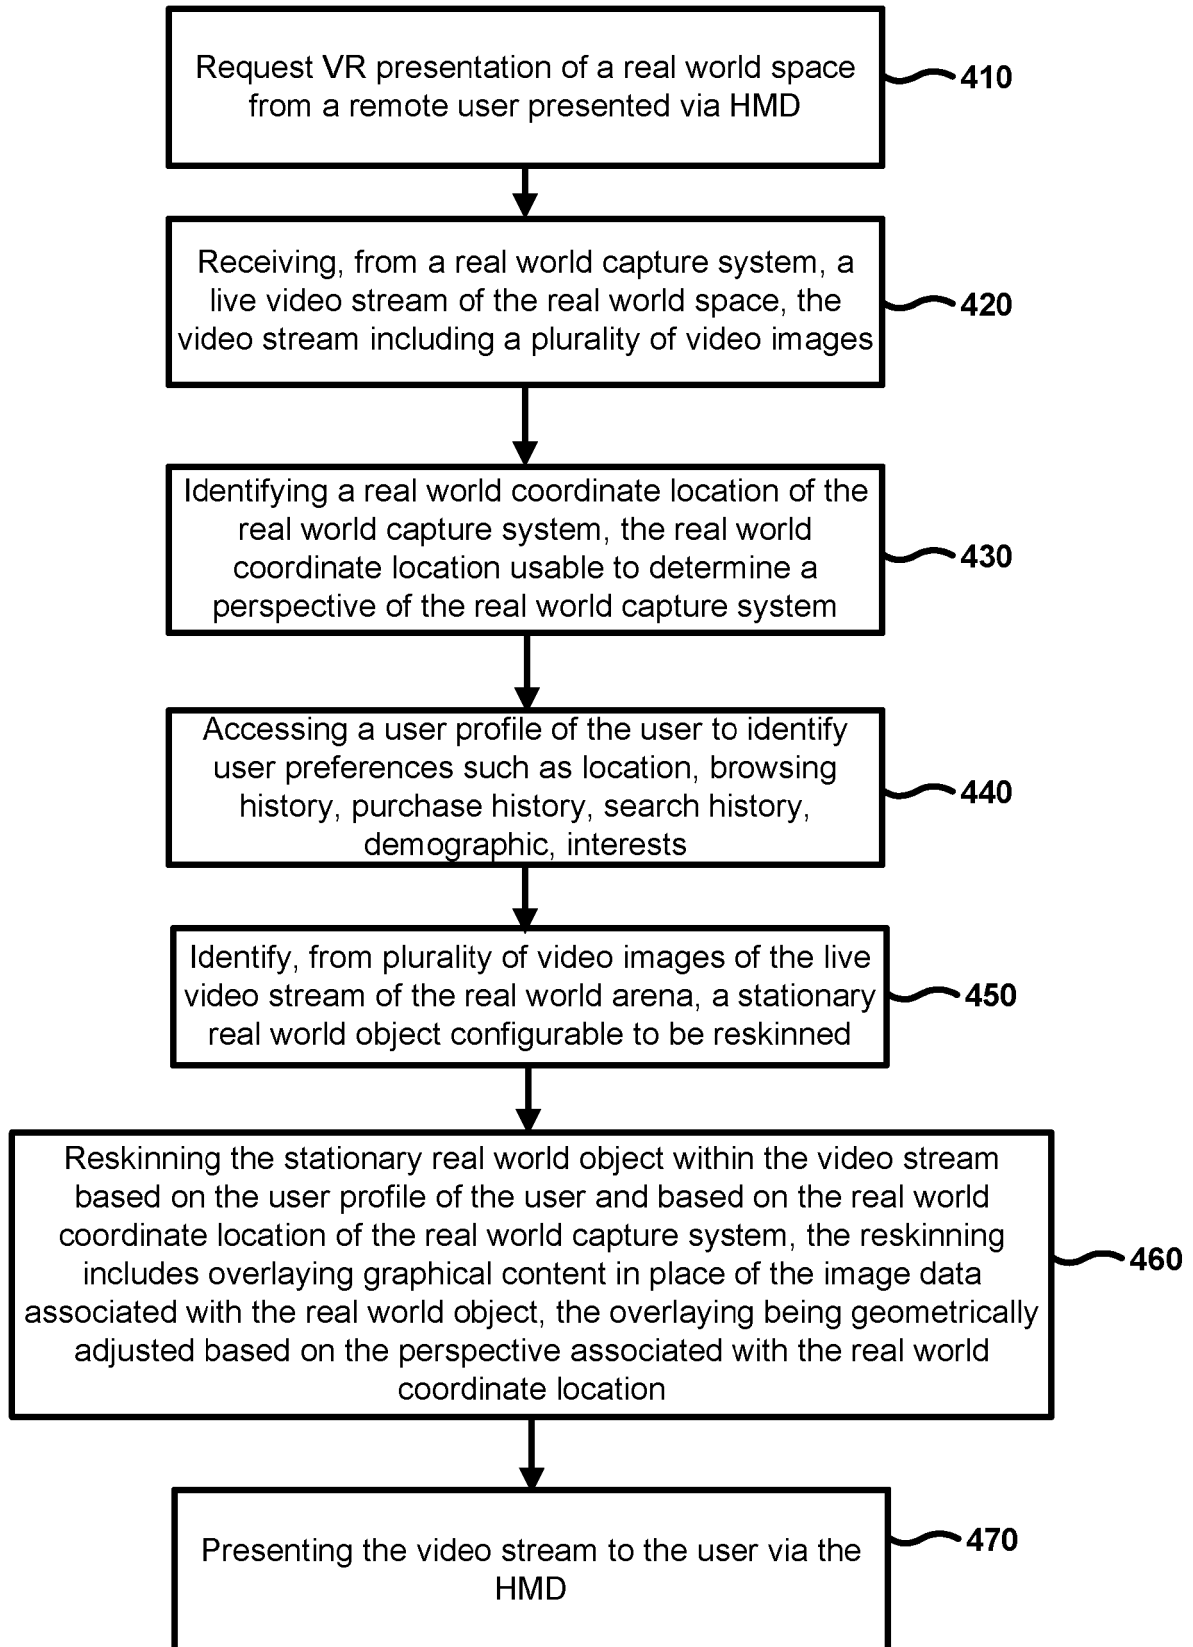 Request VR presentation of a real world space
from a remote user presented via HMD
410
Receiving, from a real world capture system, a
live video stream of the real world space, the
video stream including a plurality of video images
420
Identifying a real world coordinate location of the
real world capture system, the real world
coordinate location usable to determine a
perspective of the real world capture system
430
Accessing a user profile of the user to identify
user preferences such as location, browsing
history, purchase history, search history,
demographic, interests
440
Identify, from plurality of video images of the live
video stream of the real world arena, a stationary
real world object configurable to be reskinned
450
Reskinning the stationary real world object within the video stream
based on the user profile of the user and based on the real world
coordinate location of the real world capture system, the reskinning
includes overlaying graphical content in place of the image data
associated with the real world object, the overlaying being geometrically
adjusted based on the perspective associated with the real world
coordinate location
460
Presenting the video stream to the user via the
HMD
470